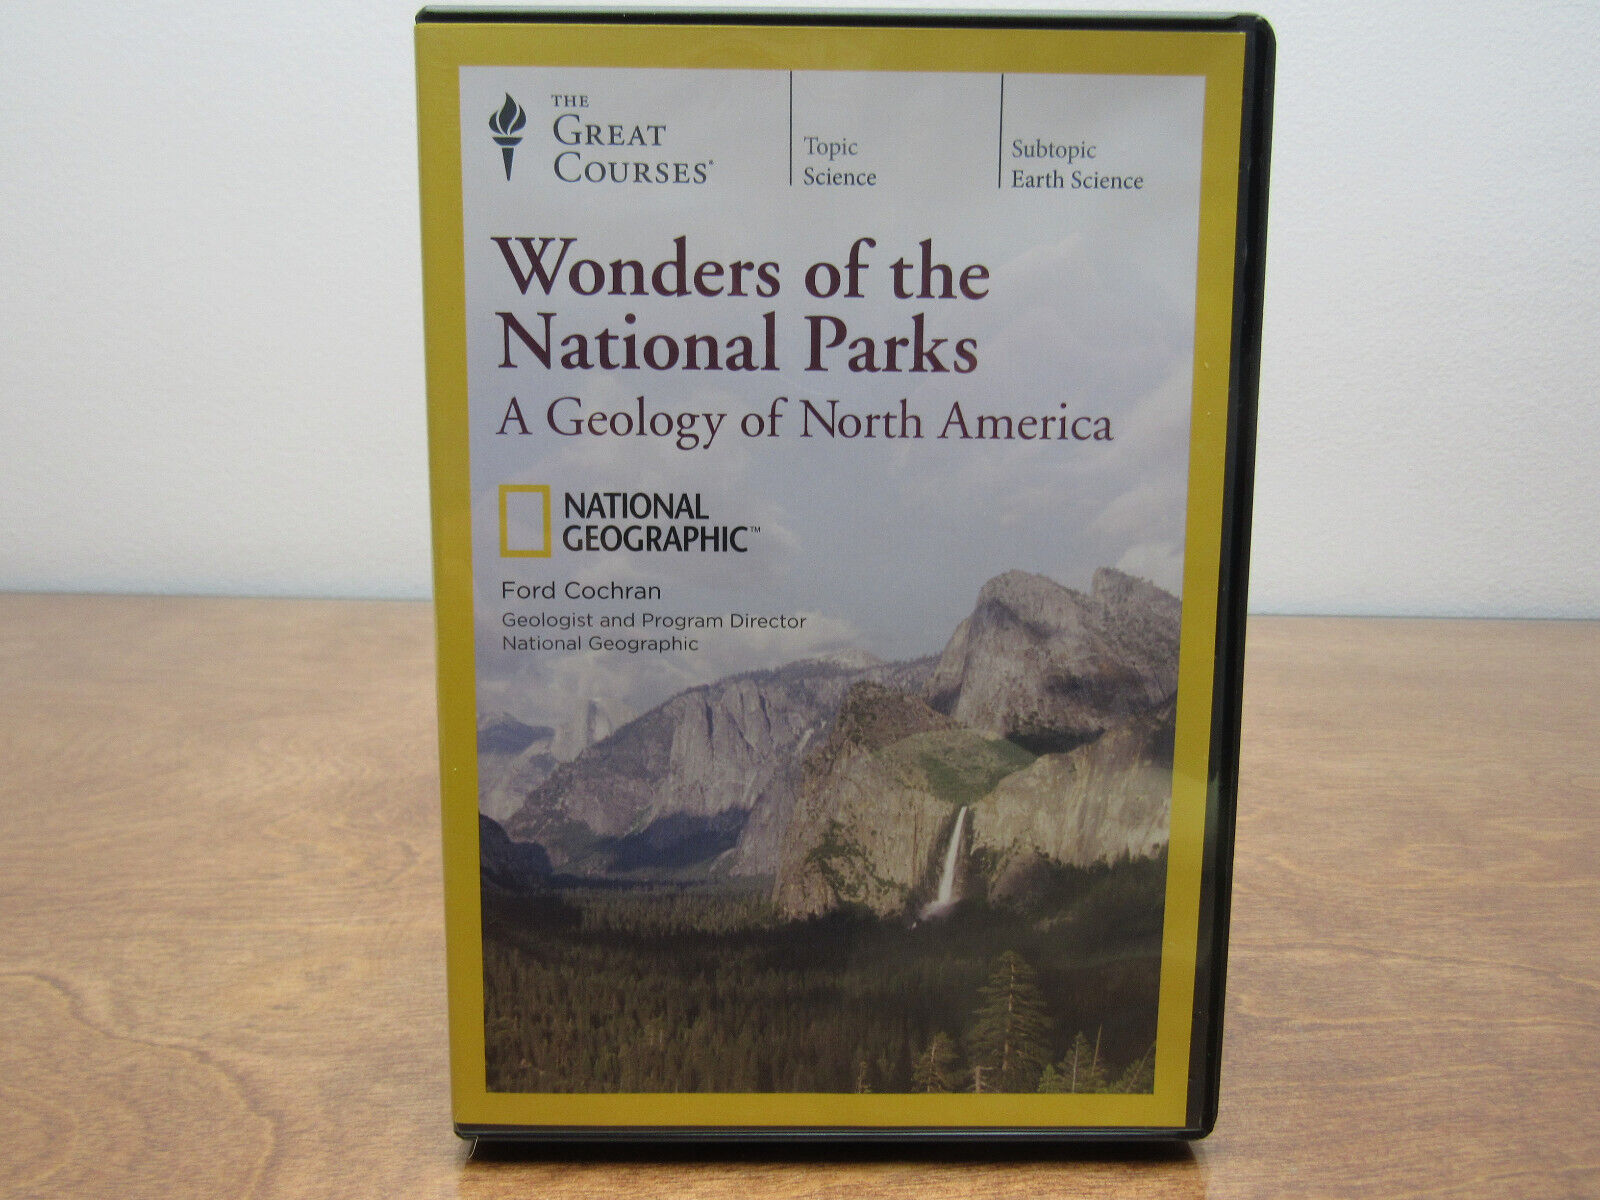 THE
GREAT
COURSES®
Topic
Science
Subtopic
Earth Science
Wonders of the
National Parks
A Geology of North America
NATIONAL
GEOGRAPHIC™
Ford Cochran
Geologist and Program Director
National Geographic